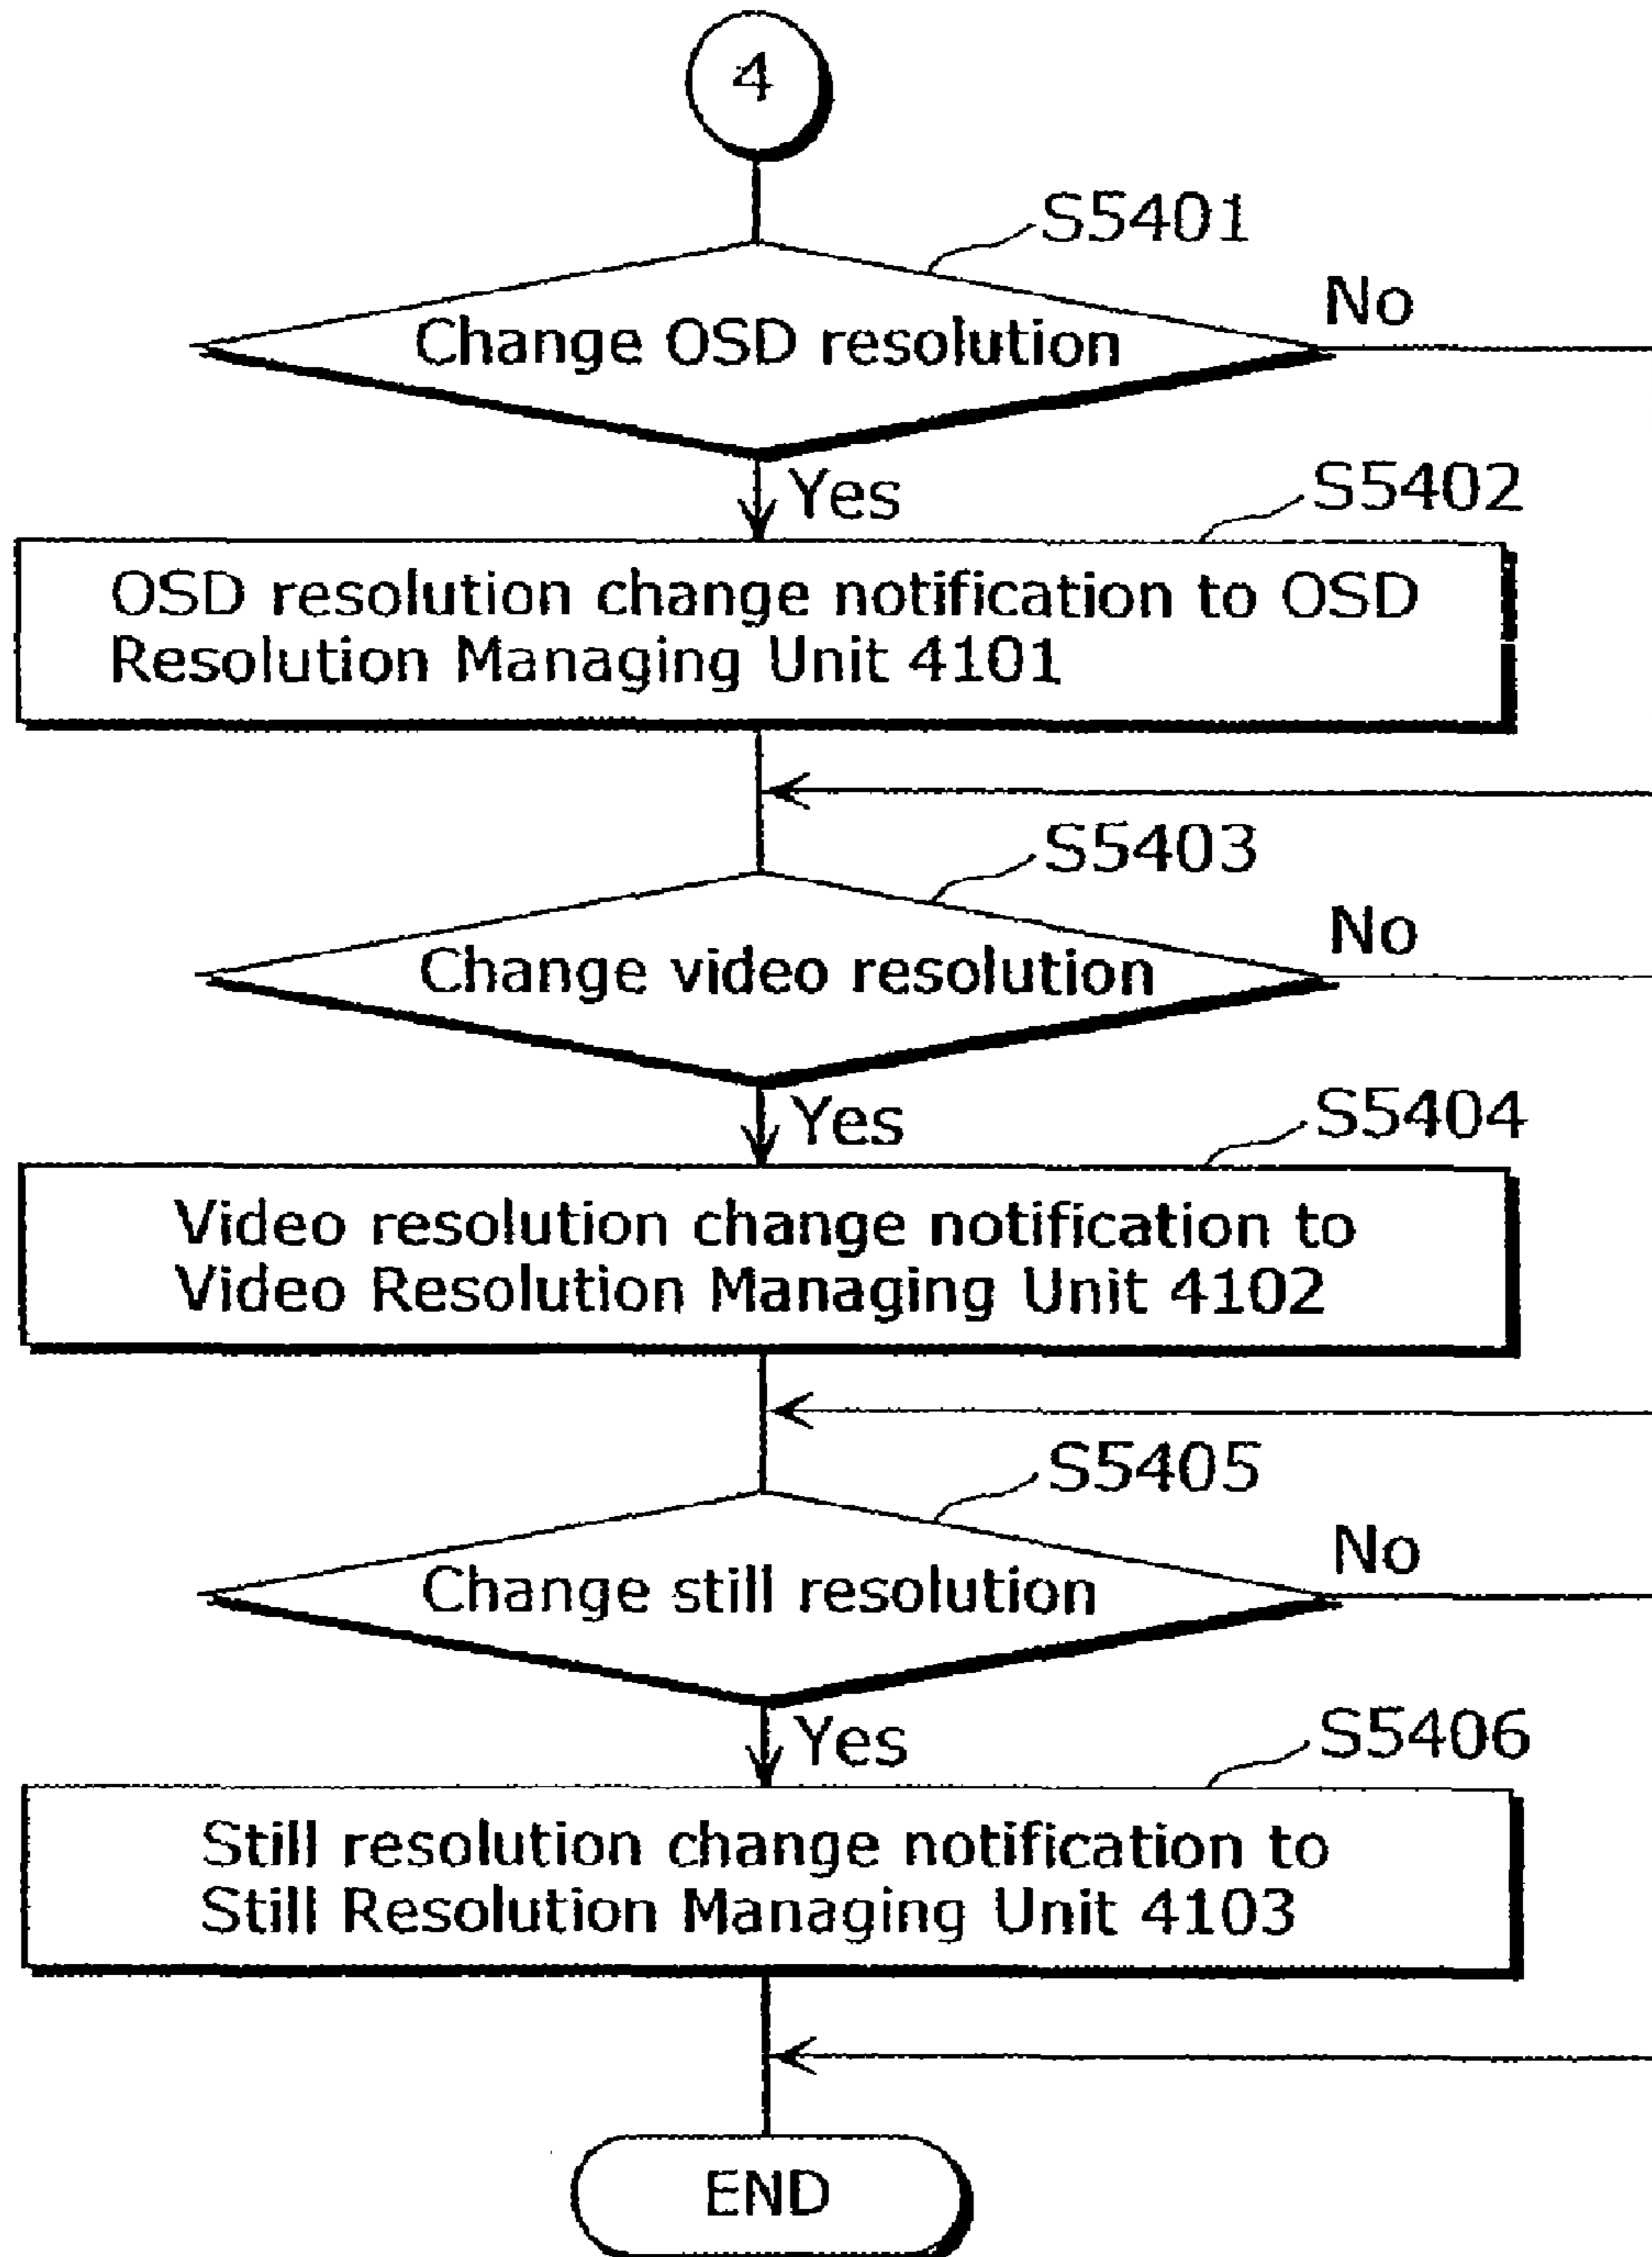 4
S5401
Change OSD resolution
No
Yes
S5402
OSD resolution change notification to OSD
Resolution Managing Unit 4101
S5403
Change video resolution
No
Yes
S5404
Video resolution change notification to
Video Resolution Managing Unit 4102
S5405
Change still resolution
No
Yes
S5406
Still resolution change notification to
Still Resolution Managing Unit 4103
END